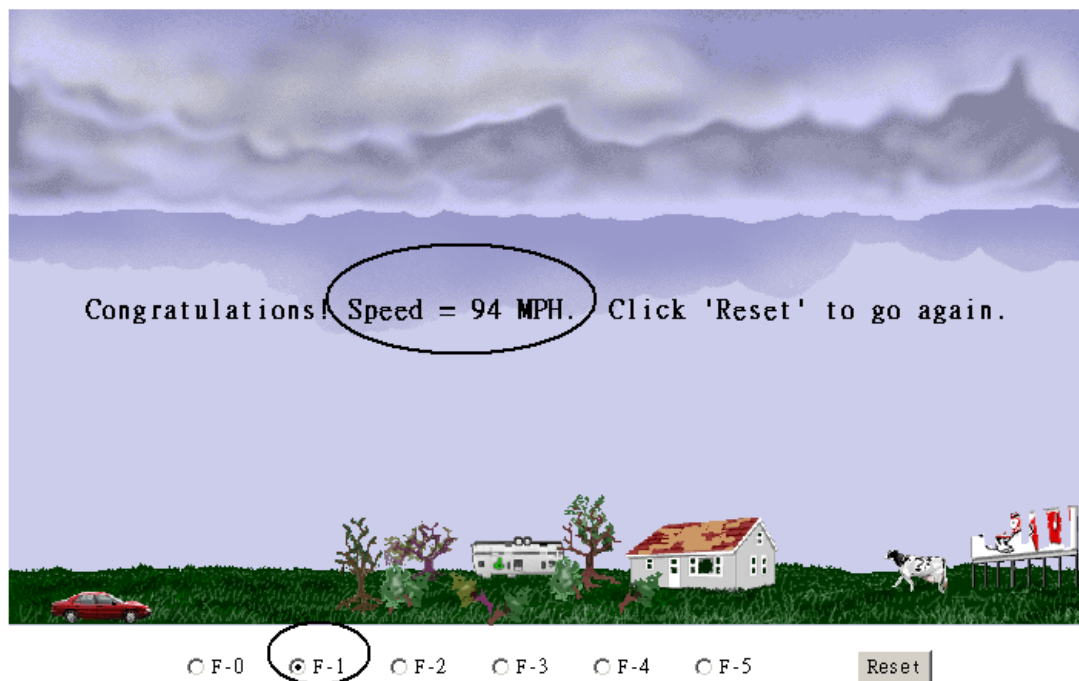 Congratulations! Speed = 94 MPH. Click 'Reset' to go again.
F-0 F-1 F-2 F-3 F-4 F-5 Reset